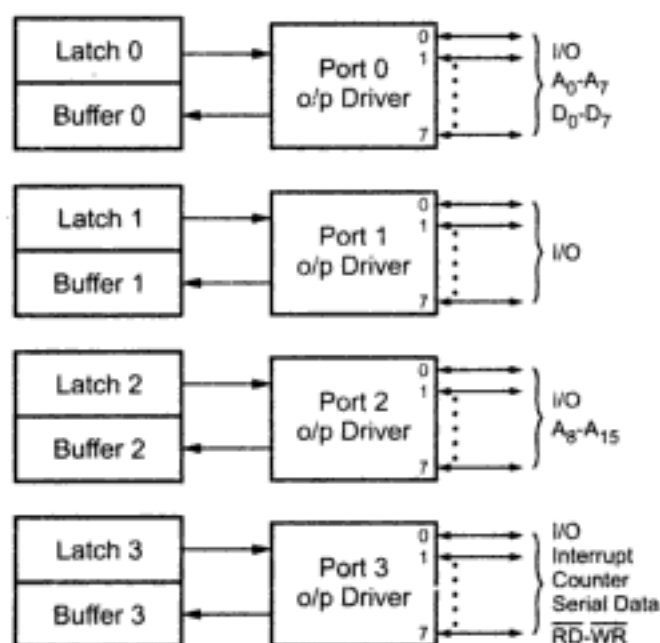 Latch 0
Buffer 0
Port 0
o/p Driver
0
1
7
I/O
A0-A7
D0-D7
Latch 1
Buffer 1
Port 1
o/p Driver
0
1
7
I/O
Latch 2
Buffer 2
Port 2
o/p Driver
0
1
7
I/O
A8-A15
Latch 3
Buffer 3
Port 3
o/p Driver
0
1
7
I/O
Interrupt
Counter
Serial Data
R̅D̅-W̅R̅